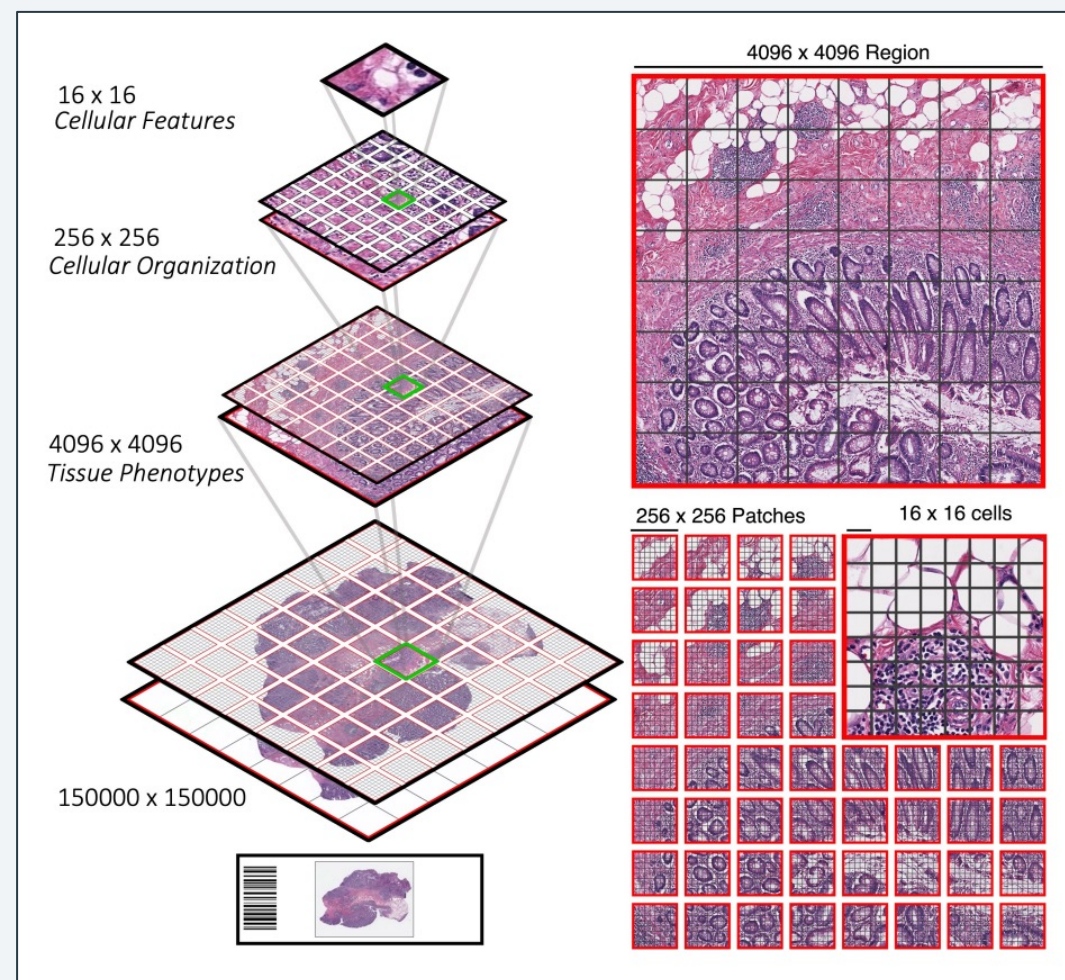 16 x 16
Cellular Features
256 x 256
Cellular Organization
4096 x 4096
Tissue Phenotypes
150000 x 150000
4096 x 4096 Region
256 x 256 Patches
16 x 16 cells